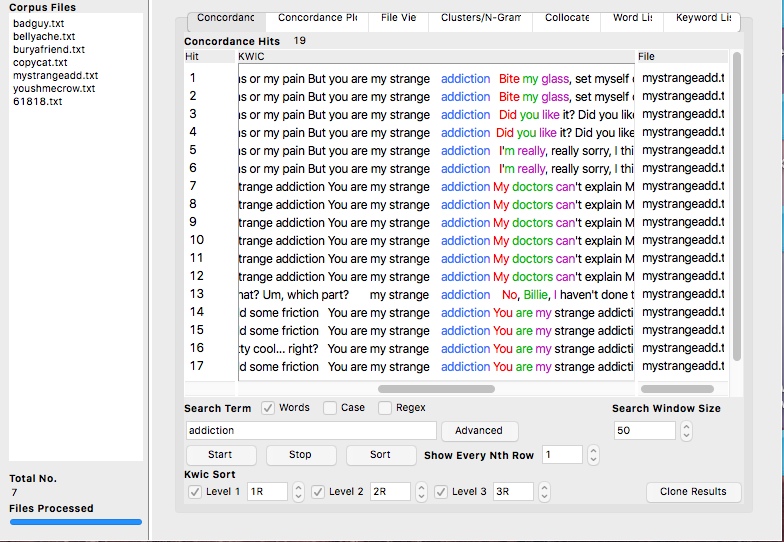 Corpus Files
badguy.txt
bellyache.txt
buryafriend.txt
copycat.txt
mystrangeadd.txt
youshmecrow.txt
61818.txt
Total No.
7
Files Processed
Concordanc Concordance Plo File Vie Clusters/N-Gram Collocate Word Lis Keyword Lis
Concordance Hits 19
Hit KWIC File
1 as or my pain But you are my strange addiction Bite my glass, set myself o mystrangeadd.t
2 as or my pain But you are my strange addiction Bite my glass, set myself o mystrangeadd.t
3 as or my pain But you are my strange addiction Did you like it? Did you like mystrangeadd.t
4 as or my pain But you are my strange addiction Did you like it? Did you like mystrangeadd.t
5 as or my pain But you are my strange addiction I'm really, really sorry, I thi mystrangeadd.t
6 as or my pain But you are my strange addiction I'm really, really sorry, I thi mystrangeadd.t
7 trange addiction You are my strange addiction My doctors can't explain M mystrangeadd.t
8 trange addiction You are my strange addiction My doctors can't explain M mystrangeadd.t
9 trange addiction You are my strange addiction My doctors can't explain M mystrangeadd.t
10 trange addiction You are my strange addiction My doctors can't explain M mystrangeadd.t
11 trange addiction You are my strange addiction My doctors can't explain M mystrangeadd.t
12 trange addiction You are my strange addiction My doctors can't explain M mystrangeadd.t
13 hat? Um, which part? my strange addiction No, Billie, I haven't done t mystrangeadd.t
14 d some friction You are my strange addiction You are my strange addicti mystrangeadd.t
15 d some friction You are my strange addiction You are my strange addicti mystrangeadd.t
16 tty cool... right? You are my strange addiction You are my strange addicti mystrangeadd.t
17 d some friction You are my strange addiction You are my strange addicti mystrangeadd.t
Search Term Words Case Regex Search Window Size
addiction Advanced 50
Start Stop Sort Show Every Nth Row 1
Kwic Sort
Level 1 1R Level 2 2R Level 3 3R Clone Results